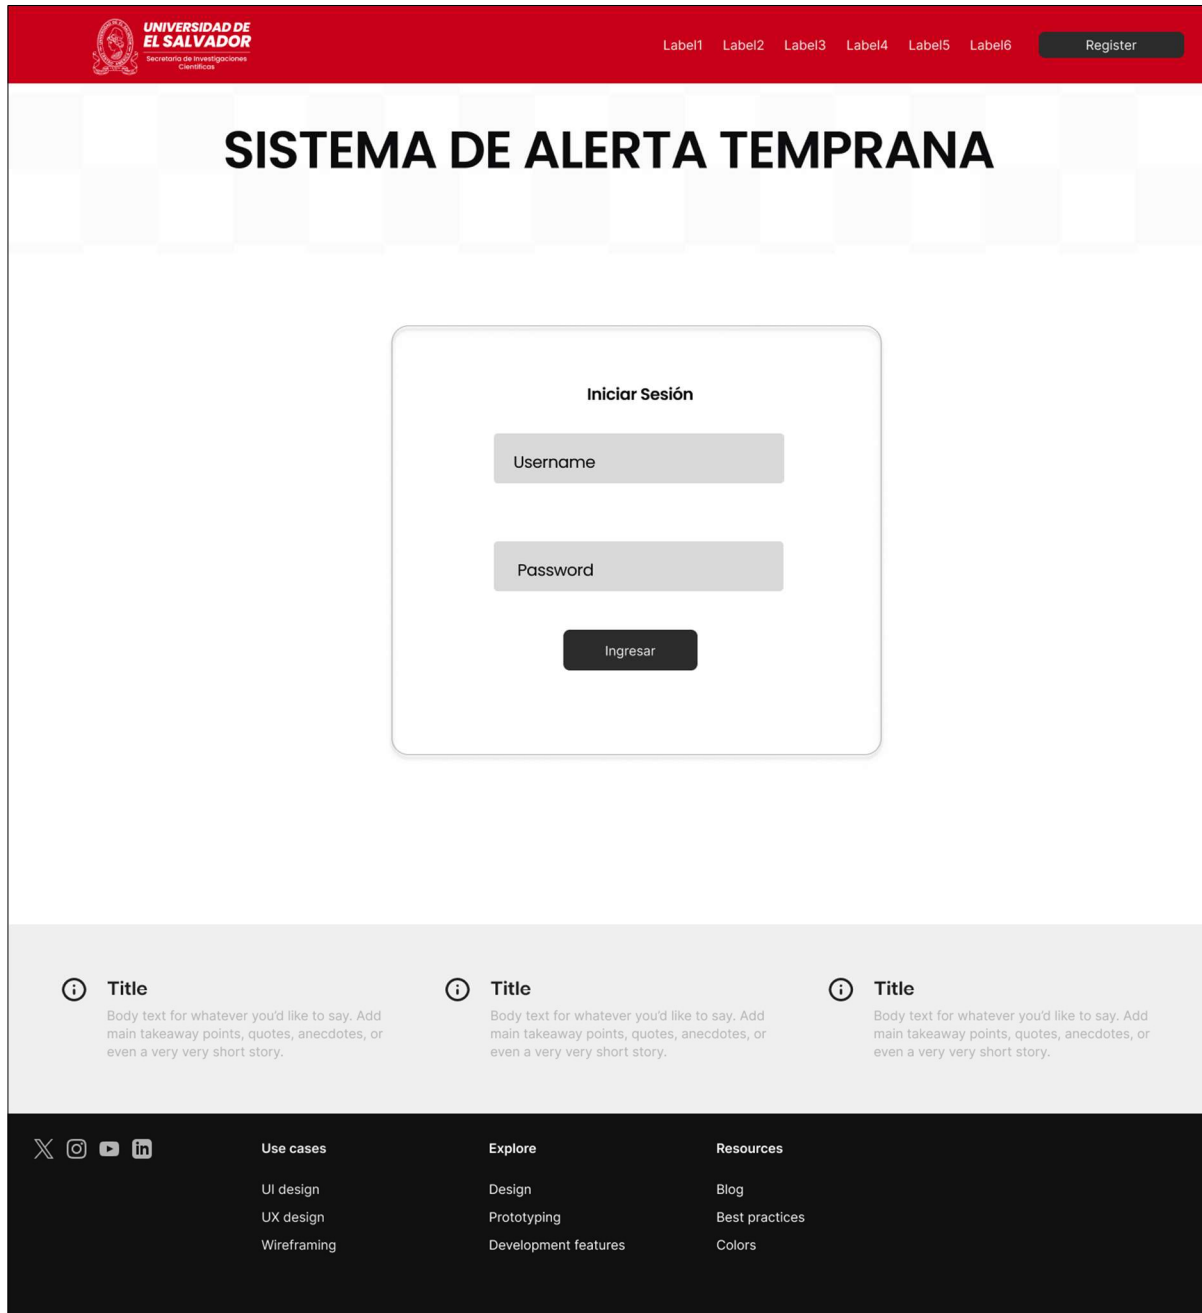 UNIVERSIDAD DE
EL SALVADOR
Secretaría de Investigaciones
Científicas
Label1 Label2 Label3 Label4 Label5 Label6 Register
SISTEMA DE ALERTA TEMPRANA
Iniciar Sesión
Username
Password
Ingresar
Title
Body text for whatever you'd like to say. Add
main takeaway points, quotes, anecdotes, or
even a very very short story.
Title
Body text for whatever you'd like to say. Add
main takeaway points, quotes, anecdotes, or
even a very very short story.
Title
Body text for whatever you'd like to say. Add
main takeaway points, quotes, anecdotes, or
even a very very short story.
Use cases
UI design
UX design
Wireframing
Explore
Design
Prototyping
Development features
Resources
Blog
Best practices
Colors